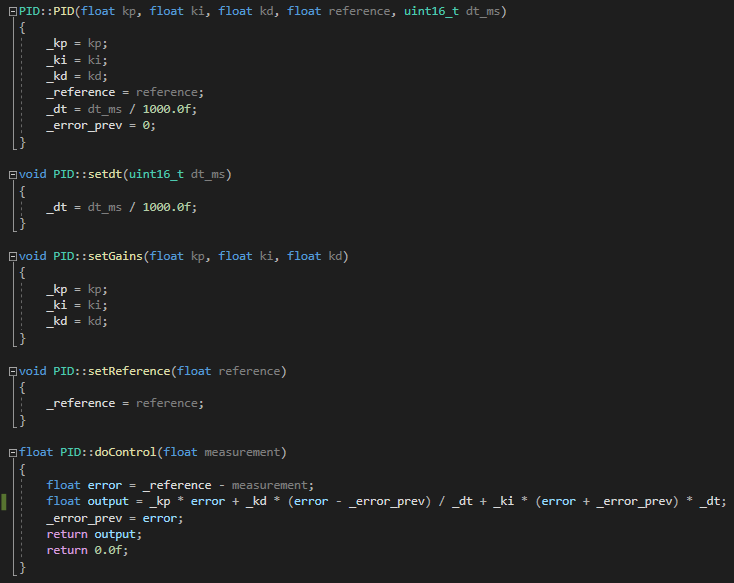 PID::PID(float kp, float ki, float kd, float reference, uint16_t dt_ms)
{
_kp = kp;
_ki = ki;
_kd = kd;
_reference = reference;
_dt = dt_ms / 1000.0f;
_error_prev = 0;
}
void PID::setdt(uint16_t dt_ms)
{
_dt = dt_ms / 1000.0f;
}
void PID::setGains(float kp, float ki, float kd)
{
_kp = kp;
_ki = ki;
_kd = kd;
}
void PID::setReference(float reference)
{
_reference = reference;
}
float PID::doControl(float measurement)
{
float error = _reference - measurement;
float output = _kp * error + _kd * (error - _error_prev) / _dt + _ki * (error + _error_prev) * _dt;
_error_prev = error;
return output;
return 0.0f;
}